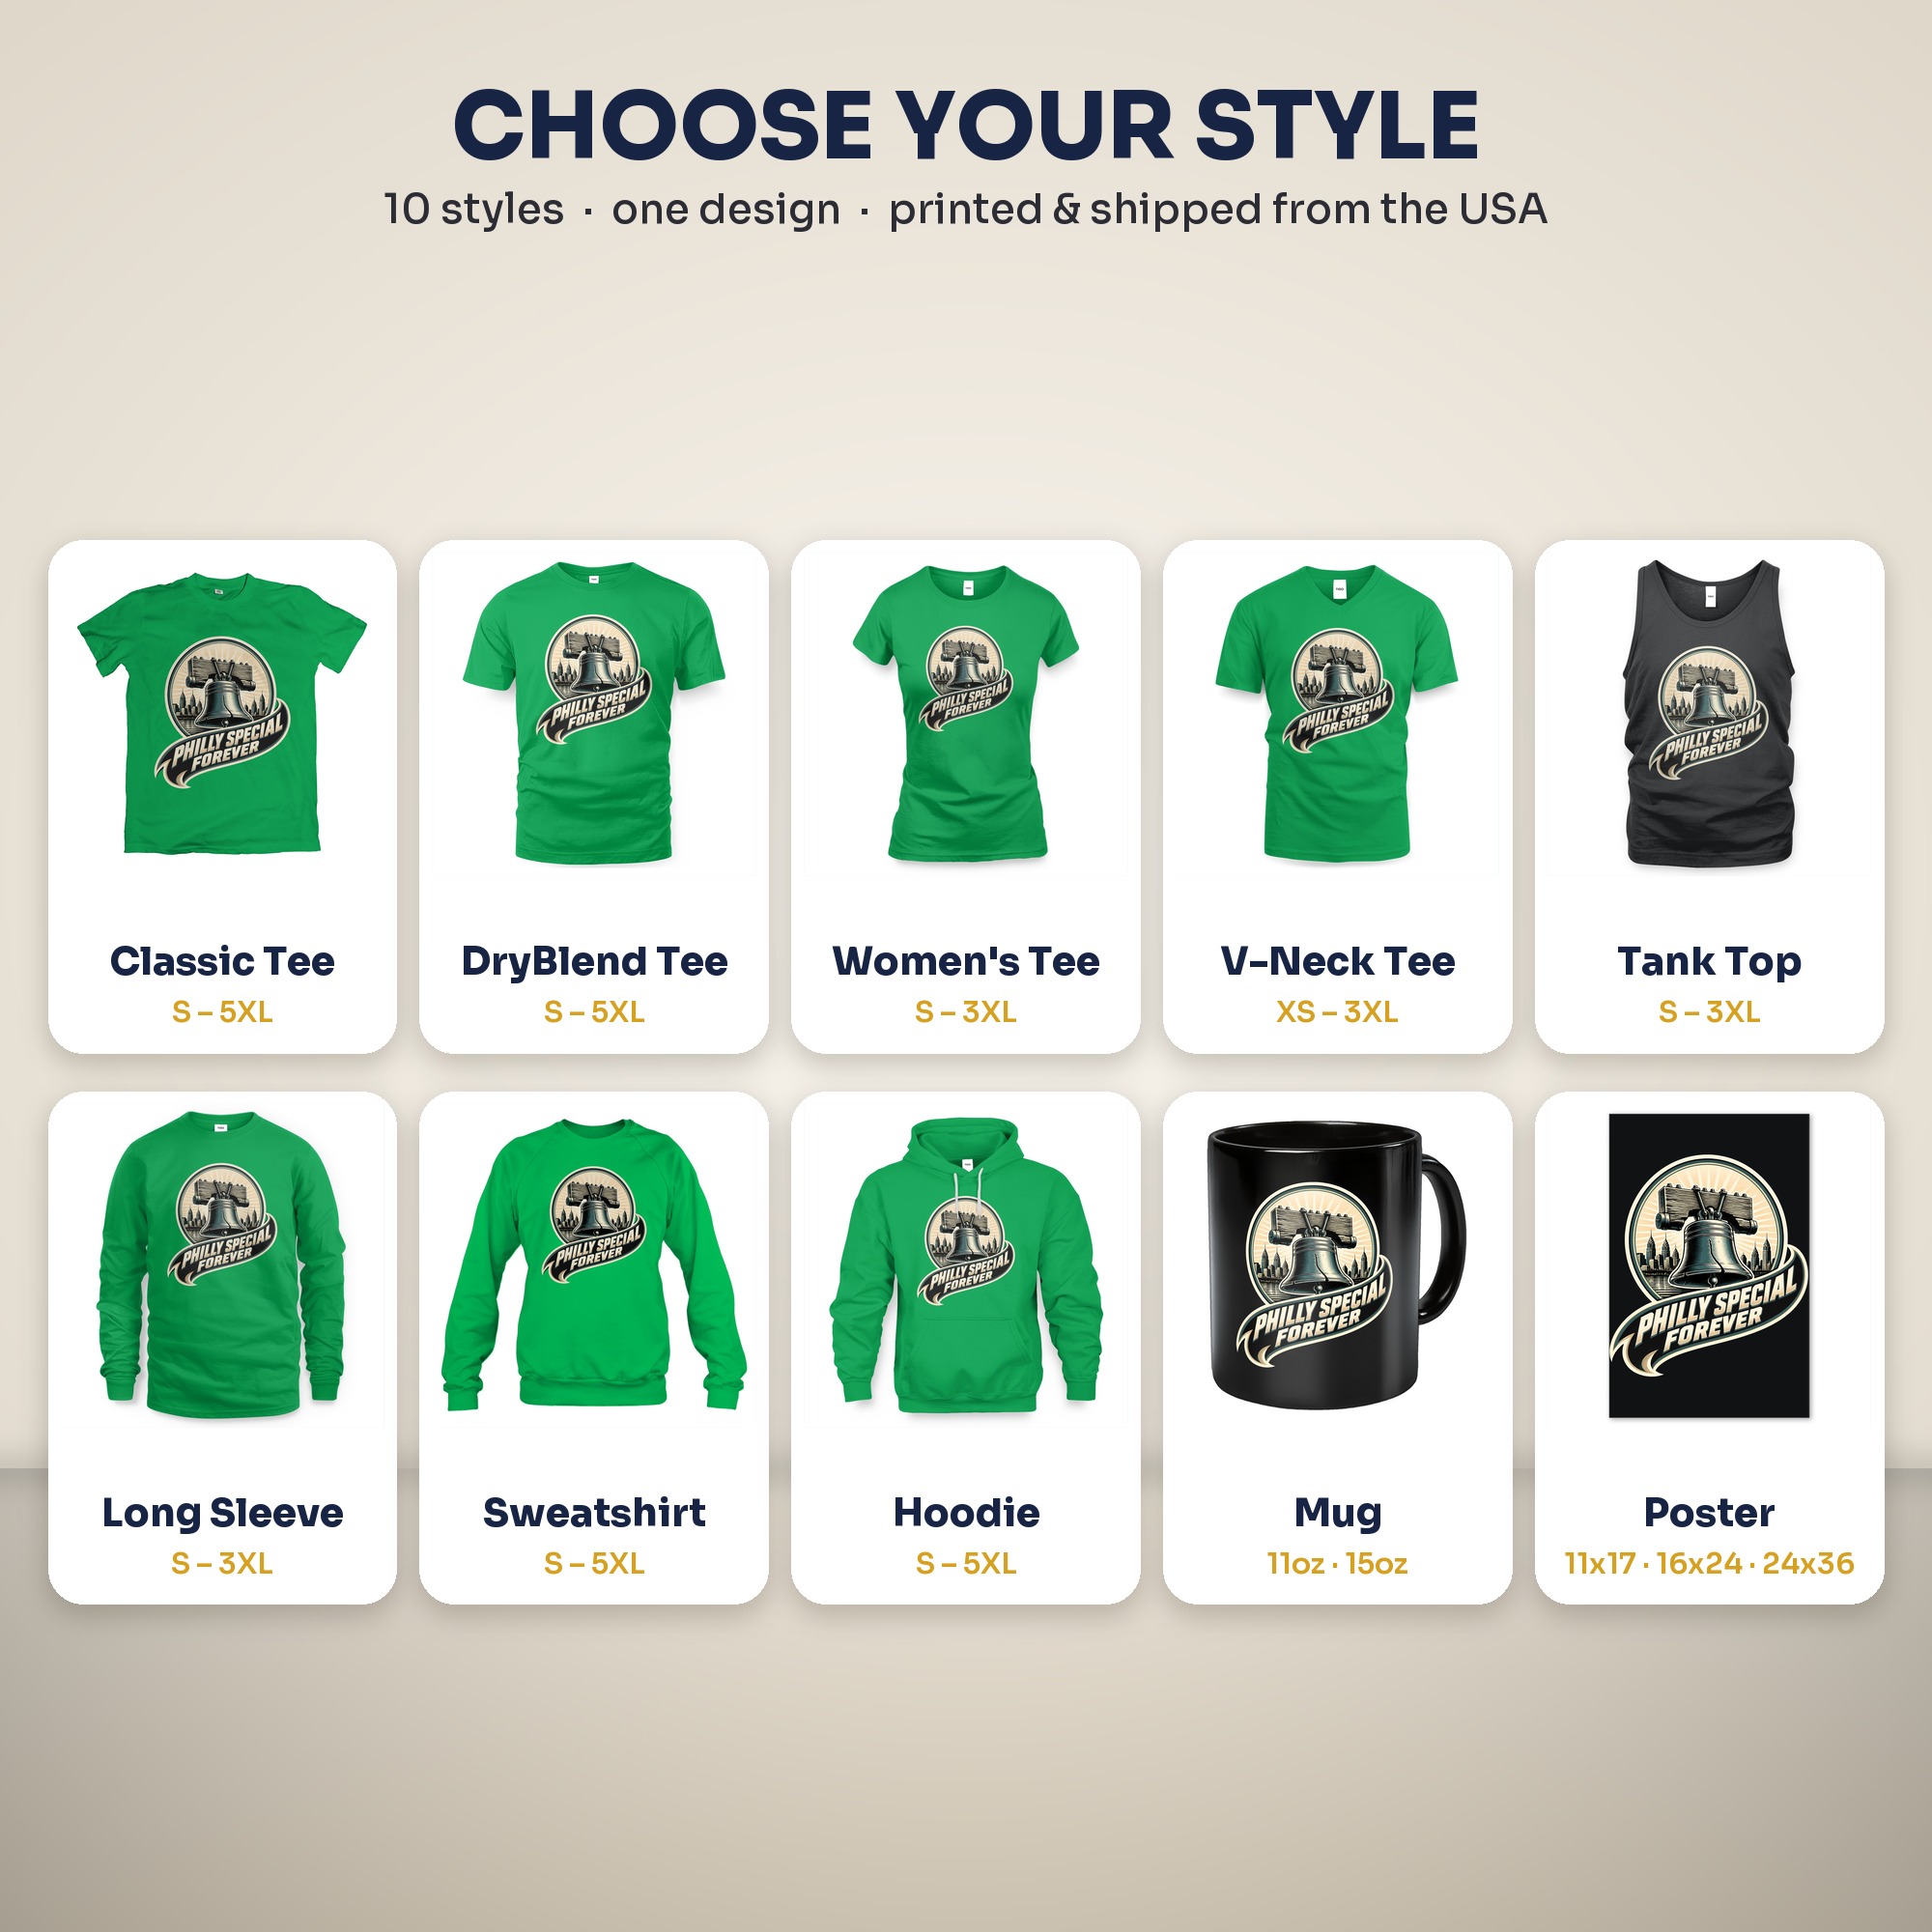 CHOOSE YOUR STYLE
10 styles · one design · printed & shipped from the USA
PHILLY SPECIAL
FOREVER
Classic Tee
S – 5XL
PHILLY SPECIAL
FOREVER
DryBlend Tee
S – 5XL
PHILLY SPECIAL
FOREVER
Women's Tee
S – 3XL
PHILLY SPECIAL
FOREVER
V-Neck Tee
XS – 3XL
PHILLY SPECIAL
FOREVER
Tank Top
S – 3XL
PHILLY SPECIAL
FOREVER
Long Sleeve
S – 3XL
PHILLY SPECIAL
FOREVER
Sweatshirt
S – 5XL
PHILLY SPECIAL
FOREVER
Hoodie
S – 5XL
PHILLY SPECIAL
FOREVER
Mug
11oz · 15oz
PHILLY SPECIAL
FOREVER
Poster
11x17 · 16x24 · 24x36